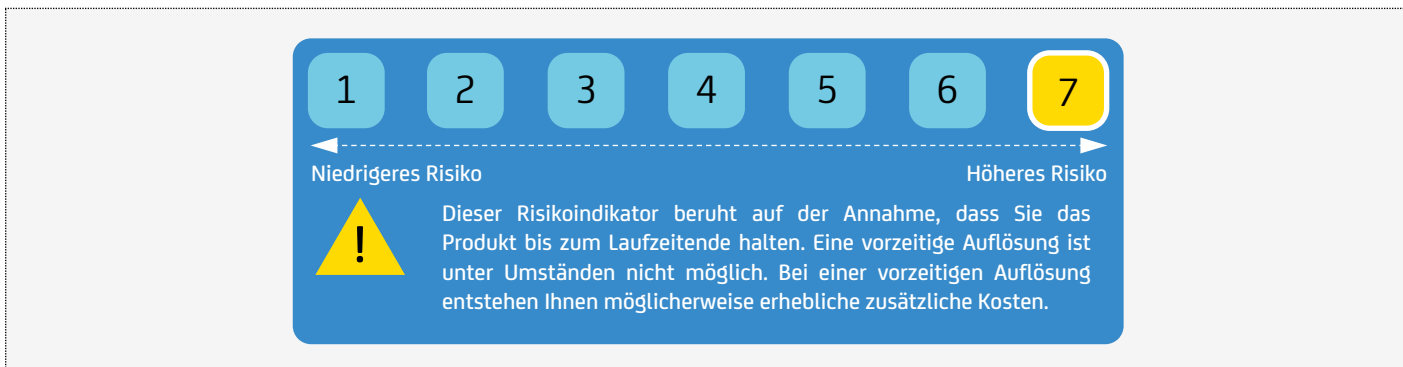 1 2 3 4 5 6 7
Niedrigeres Risiko Höheres Risiko
!
Dieser Risikoindikator beruht auf der Annahme, dass Sie das
Produkt bis zum Laufzeitende halten. Eine vorzeitige Auflösung ist
unter Umständen nicht möglich. Bei einer vorzeitigen Auflösung
entstehen Ihnen möglicherweise erhebliche zusätzliche Kosten.